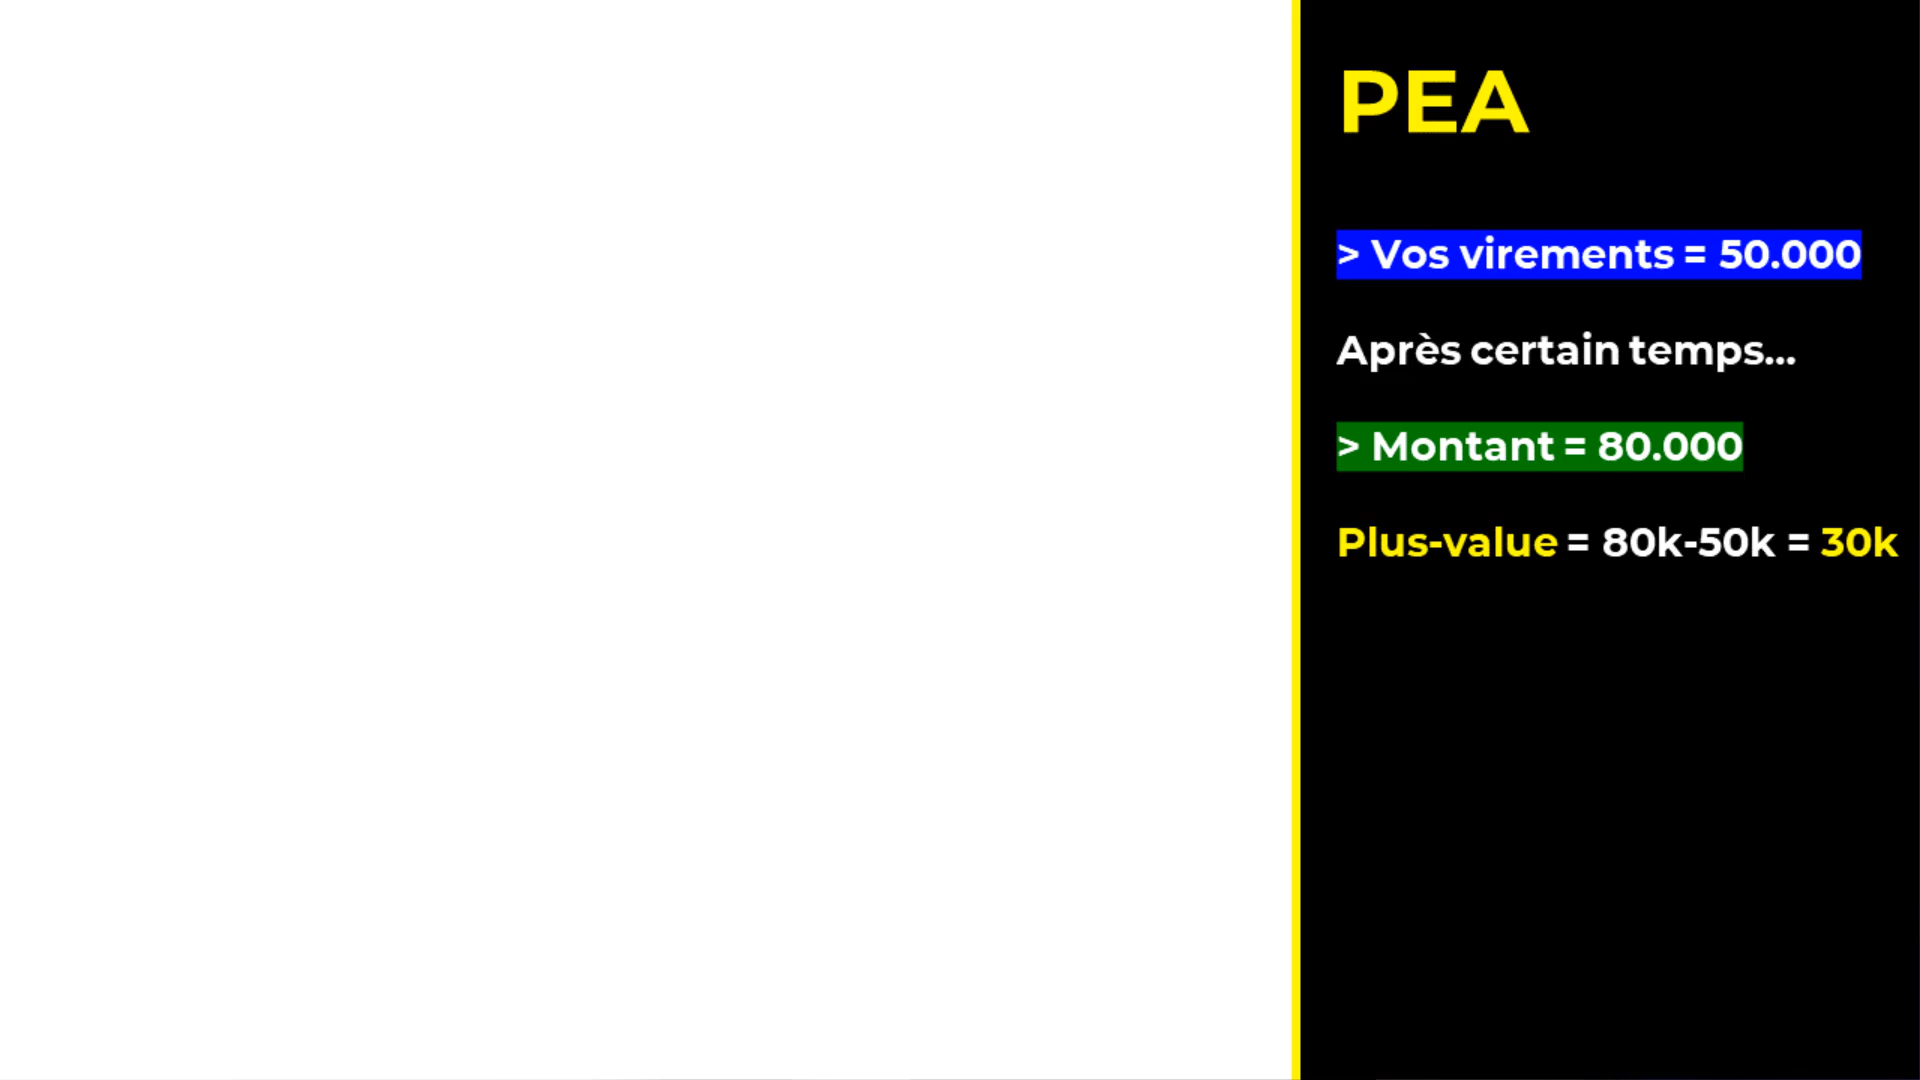 PEA
> Vos virements = 50.000
Après certain temps...
> Montant = 80.000
Plus-value = 80k-50k = 30k